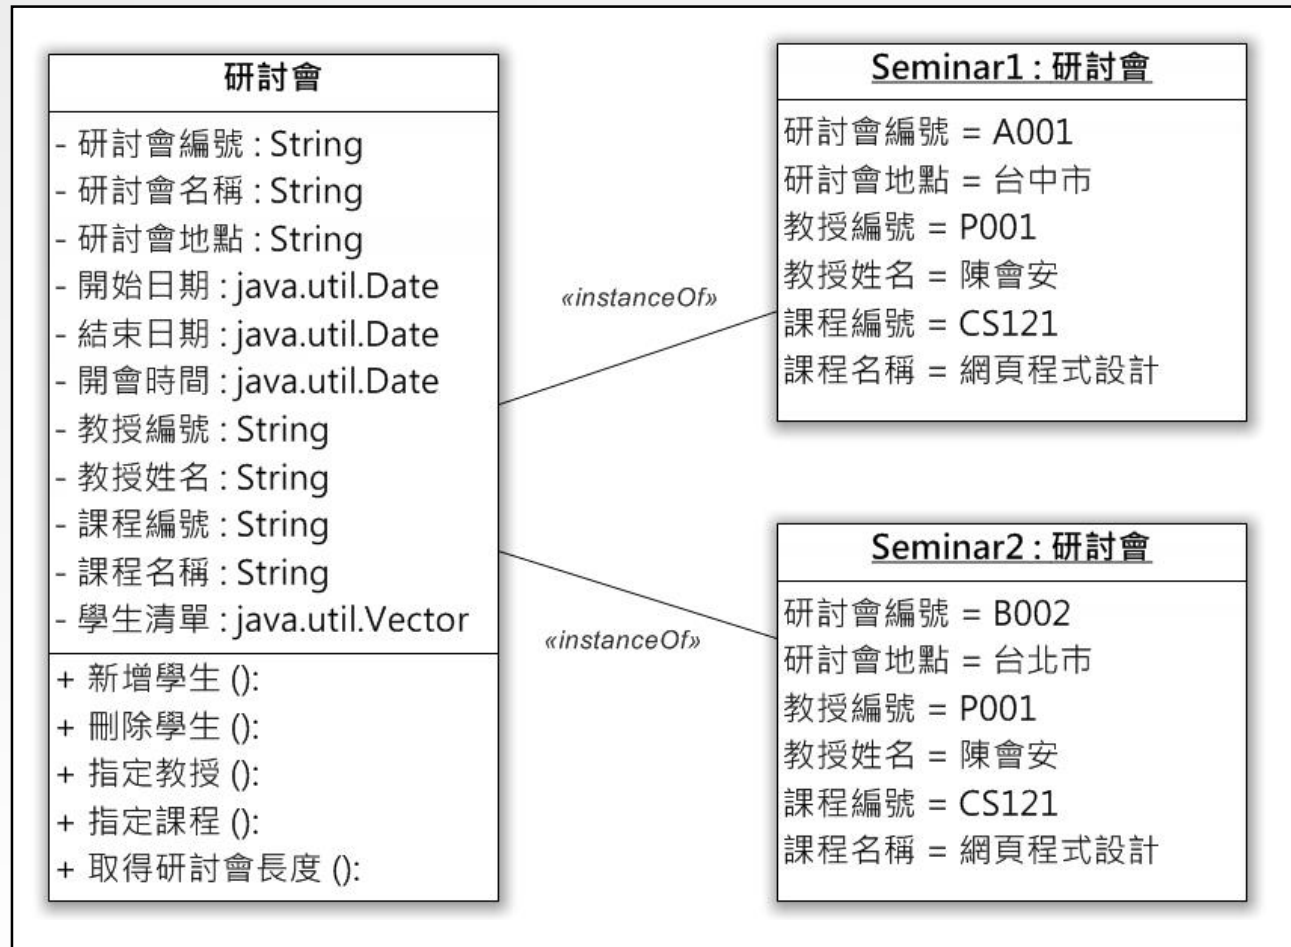 研討會
- 研討會編號 : String
- 研討會名稱 : String
- 研討會地點 : String
- 開始日期 : java.util.Date
- 結束日期 : java.util.Date
- 開會時間 : java.util.Date
- 教授編號 : String
- 教授姓名 : String
- 課程編號 : String
- 課程名稱 : String
- 學生清單 : java.util.Vector
+ 新增學生 ():
+ 刪除學生 ():
+ 指定教授 ():
+ 指定課程 ():
+ 取得研討會長度 ():
«instanceOf»
«instanceOf»
Seminar1 : 研討會
研討會編號 = A001
研討會地點 = 台中市
教授編號 = P001
教授姓名 = 陳會安
課程編號 = CS121
課程名稱 = 網頁程式設計
Seminar2 : 研討會
研討會編號 = B002
研討會地點 = 台北市
教授編號 = P001
教授姓名 = 陳會安
課程編號 = CS121
課程名稱 = 網頁程式設計